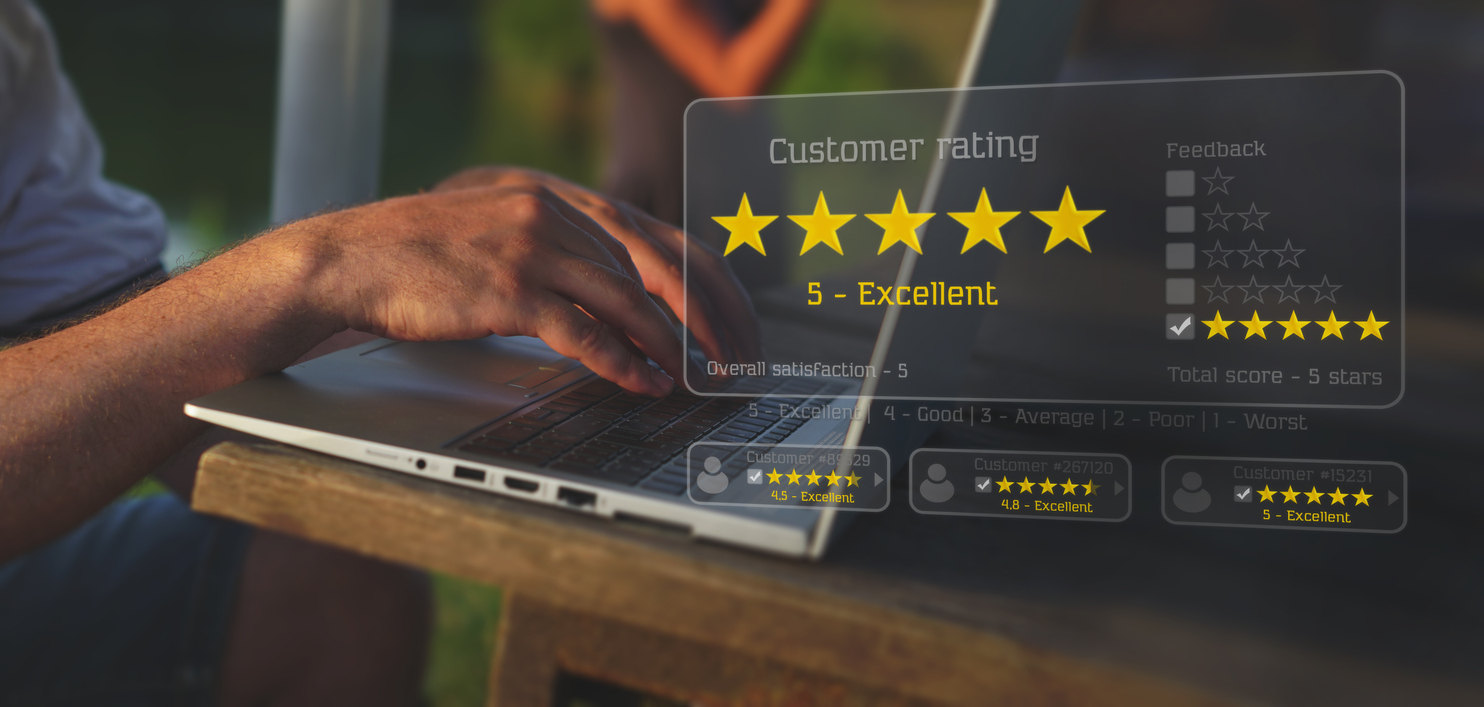 Customer rating
5 - Excellent
Overall satisfaction - 5
Feedback
Total score - 5 stars
5 - Excellent | 4 - Good | 3 - Average | 2 - Poor | 1 - Worst
Customer
4,5 - Excellent
Customer #267120
4,8 - Excellent
Customer #15231
5 - Excellent